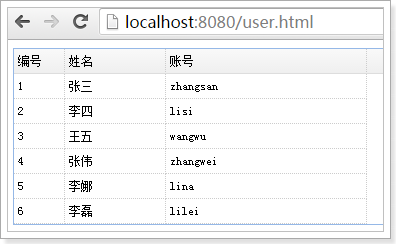 localhost:8080/user.html
编号 姓名 账号
1 张三 zhangsan
2 李四 lisi
3 王五 wangwu
4 张伟 zhangwei
5 李娜 lina
6 李磊 lilei